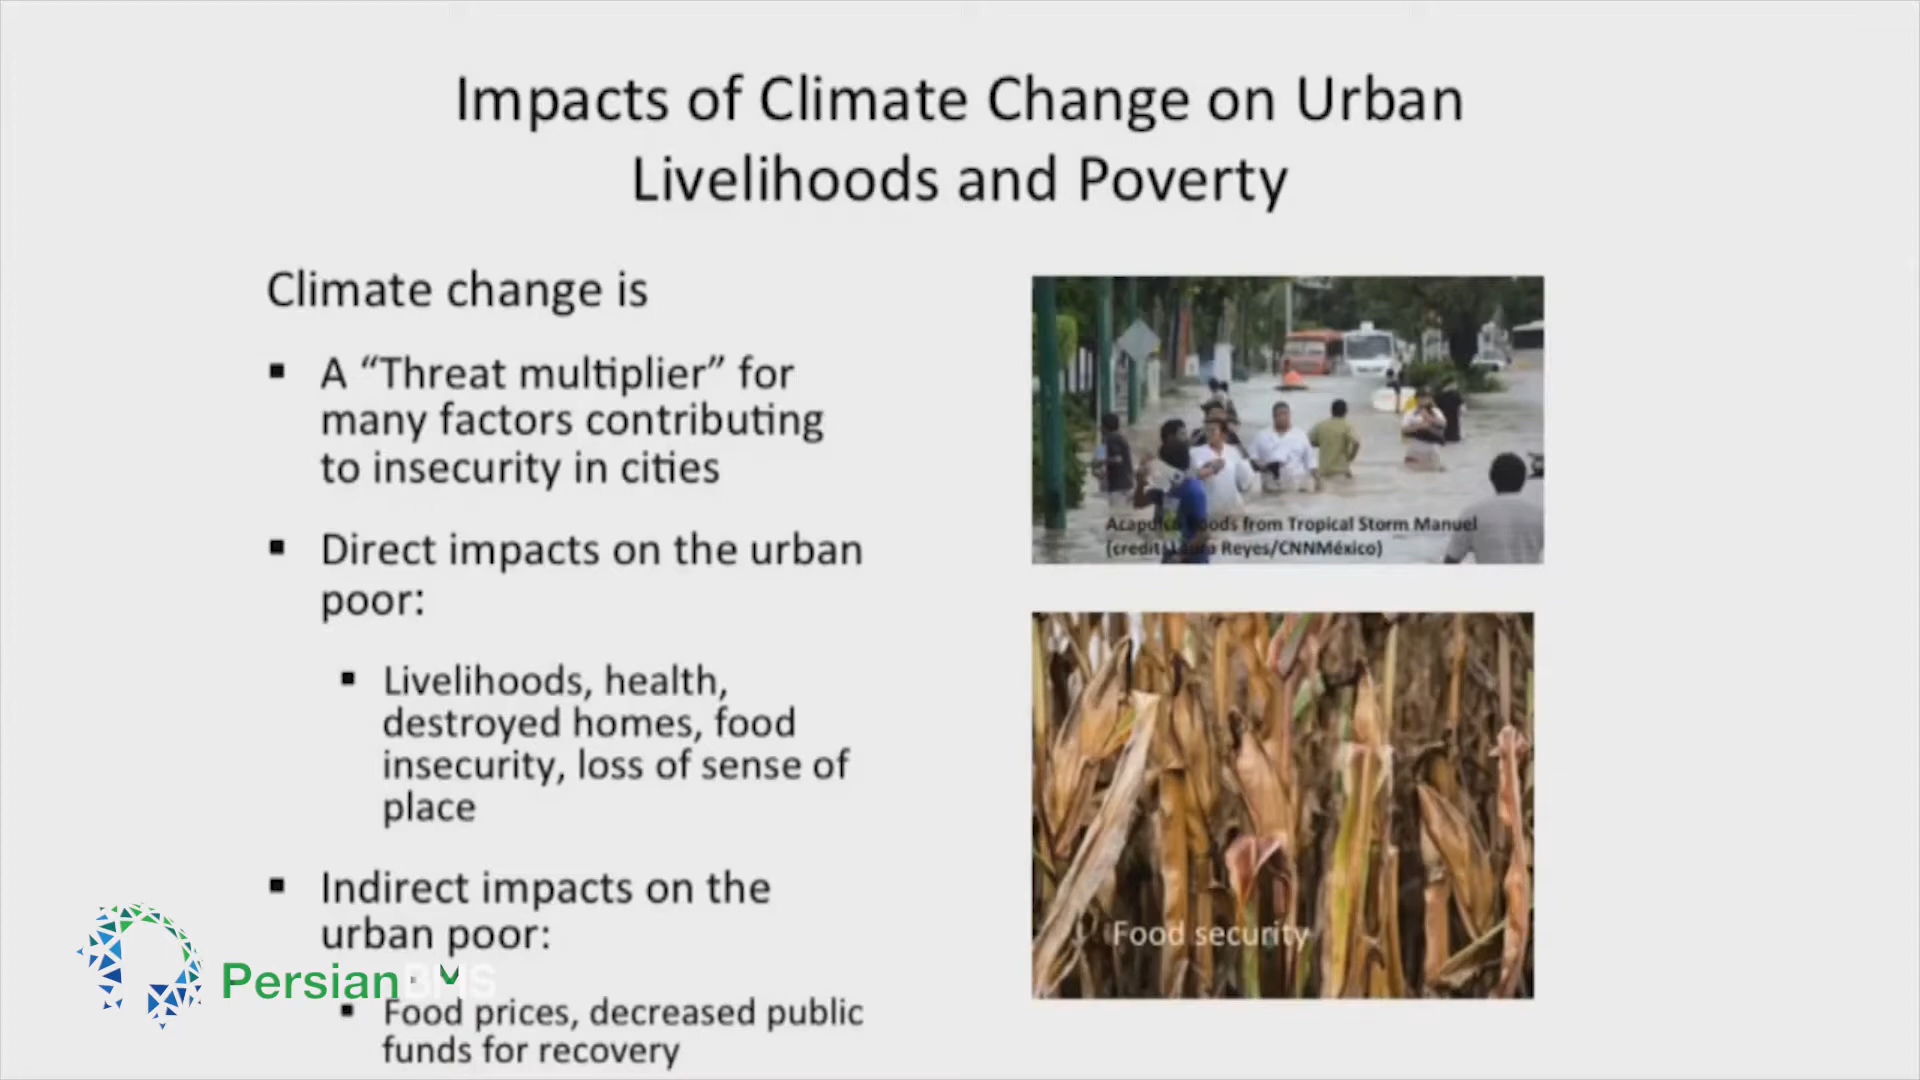 Impacts of Climate Change on Urban
Livelihoods and Poverty
Climate change is
▪ A “Threat multiplier” for
many factors contributing
to insecurity in cities
▪ Direct impacts on the urban
poor:
▪ Livelihoods, health,
destroyed homes, food
insecurity, loss of sense of
place
▪ Indirect impacts on the
urban poor:
▪ Food prices, decreased public
funds for recovery
from Tropical Storm Manuel
Reyes/CNNMéxico)
Food security
Persian